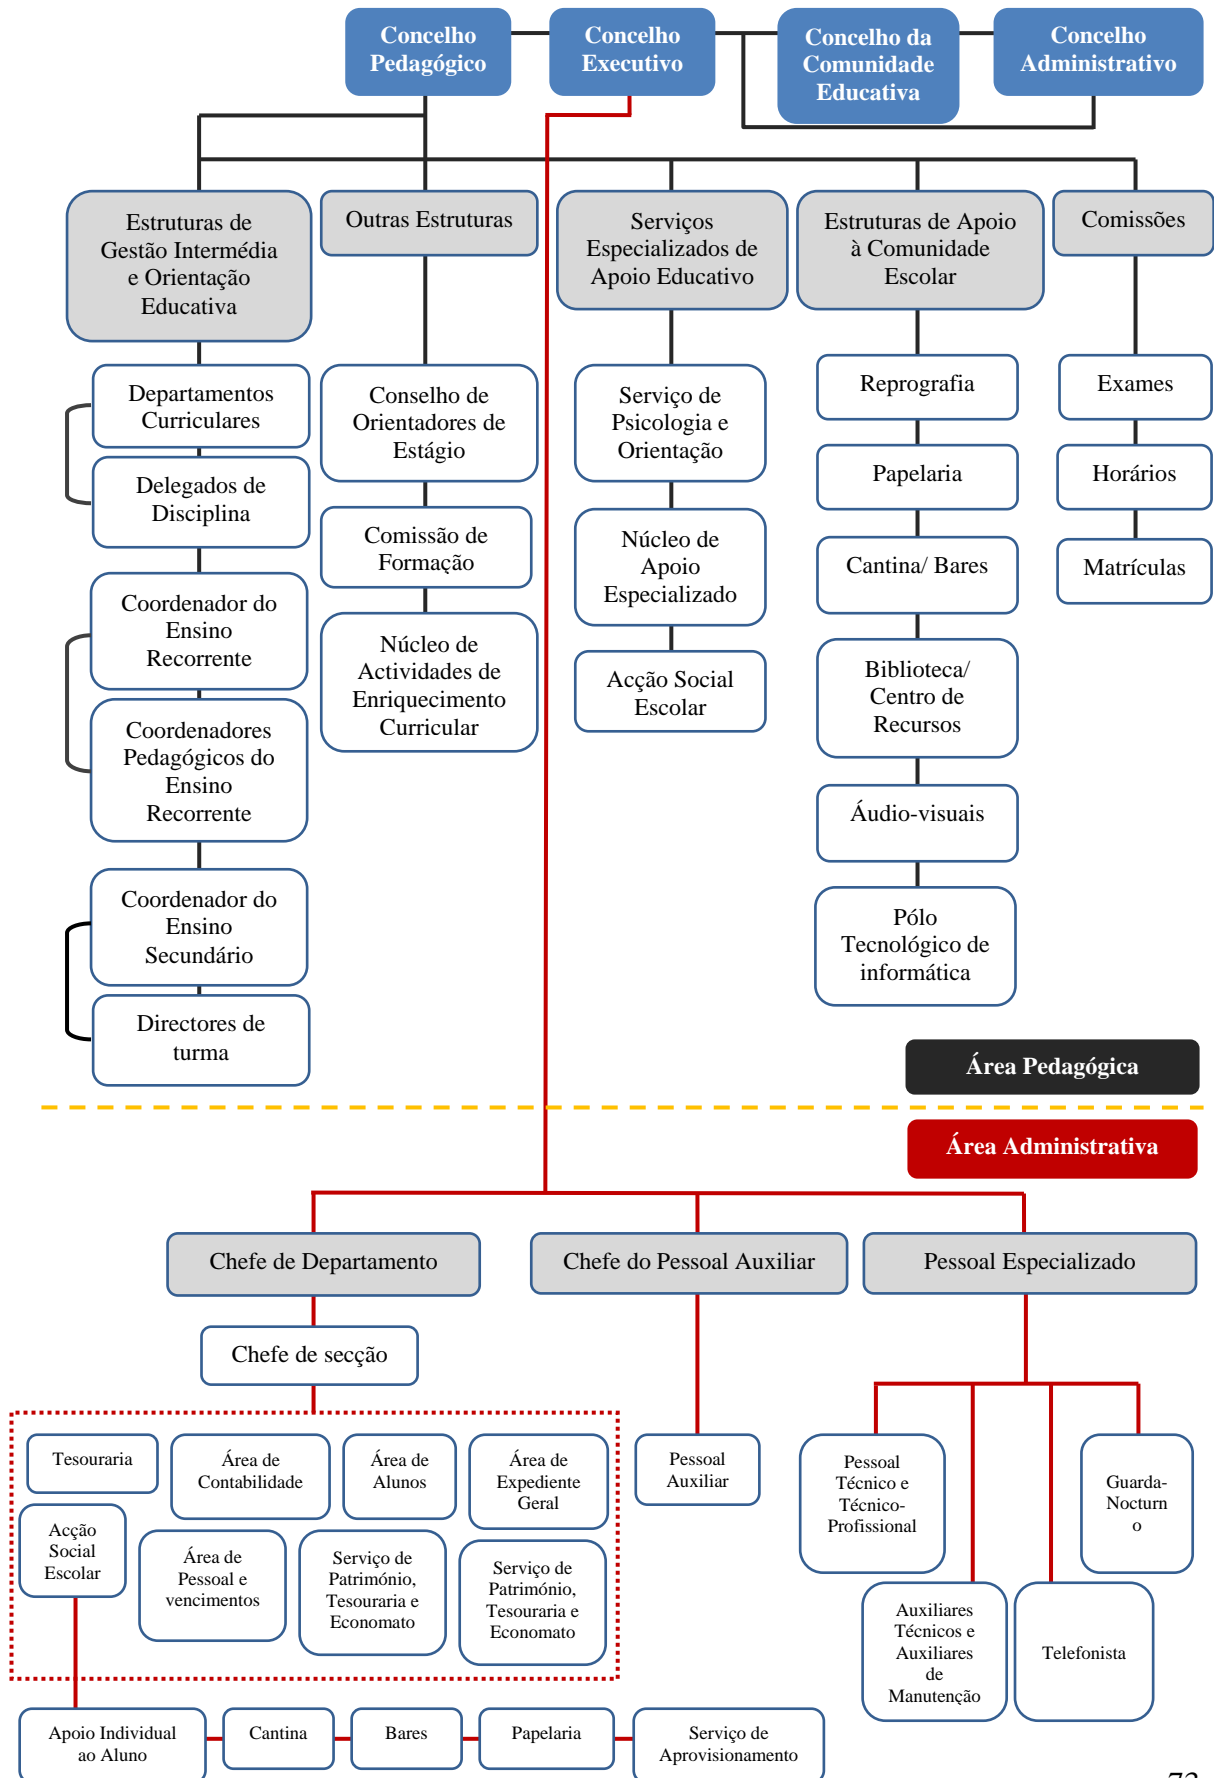 Concelho
Pedagógico
Concelho
Executivo
Concelho da
Comunidade
Educativa
Concelho
Administrativo
Estruturas de
Gestão Intermédia
e Orientação
Educativa
Outras Estruturas
Serviços
Especializados de
Apoio Educativo
Estruturas de Apoio
à Comunidade
Escolar
Comissões
Departamentos
Curriculares
Delegados de
Disciplina
Coordenador do
Ensino
Recorrente
Coordenadores
Pedagógicos do
Ensino
Recorrente
Coordenador do
Ensino
Secundário
Directores de
turma
Conselho de
Orientadores de
Estágio
Comissão de
Formação
Núcleo de
Actividades de
Enriquecimento
Curricular
Serviço de
Psicologia e
Orientação
Núcleo de
Apoio
Especializado
Acção Social
Escolar
Reprografia
Papelaria
Cantina/ Bares
Biblioteca/
Centro de
Recursos
Áudio-visuais
Pólo
Tecnológico de
informática
Exames
Horários
Matrículas
Área Pedagógica
Área Administrativa
Chefe de Departamento
Chefe do Pessoal Auxiliar
Pessoal Especializado
Chefe de secção
Tesouraria
Área de
Contabilidade
Área de
Alunos
Área de
Expediente
Geral
Acção
Social
Escolar
Área de
Pessoal e
vencimentos
Serviço de
Património,
Tesouraria e
Economato
Serviço de
Património,
Tesouraria e
Economato
Pessoal
Auxiliar
Pessoal
Técnico e
Técnico-
Profissional
Guarda-
Nocturn
o
Auxiliares
Técnicos e
Auxiliares
de
Manutenção
Telefonista
Apoio Individual
ao Aluno
Cantina
Bares
Papelaria
Serviço de
Aprovisionamento